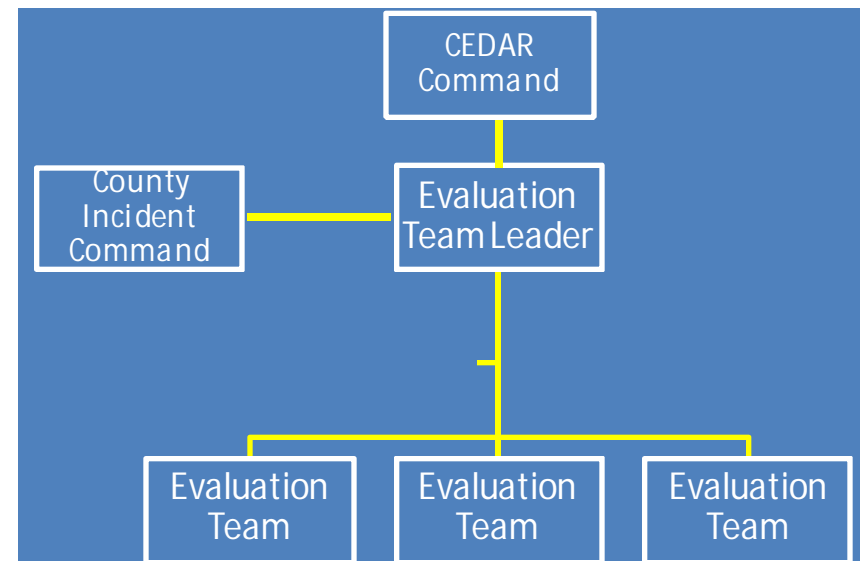 CEDAR
Command
County
Incident
Command
Evaluation
Team Leader
Evaluation
Team
Evaluation
Team
Evaluation
Team